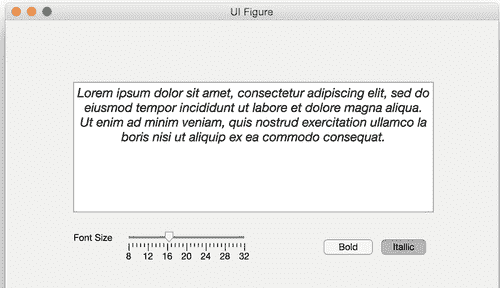 UI Figure
Lorem ipsum dolor sit amet, consectetur adipiscing elit, sed do
eiusmod tempor incididunt ut labore et dolore magna aliqua.
Ut enim ad minim veniam, quis nostrud exercitation ullamco la
boris nisi ut aliquip ex ea commodo consequat.
Font Size
8 12 16 20 24 28 32
Bold
Itallic